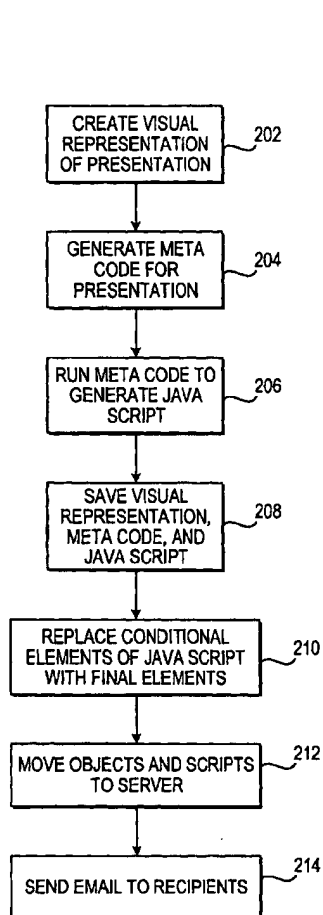 CREATE VISUAL
REPRESENTATION
OF PRESENTATION
202
GENERATE META
CODE FOR
PRESENTATION
204
RUN META CODE TO
GENERATE JAVA
SCRIPT
206
SAVE VISUAL
REPRESENTATION,
META CODE, AND
JAVA SCRIPT
208
REPLACE CONDITIONAL
ELEMENTS OF JAVA SCRIPT
WITH FINAL ELEMENTS
210
MOVE OBJECTS AND SCRIPTS
TO SERVER
212
SEND EMAIL TO RECIPIENTS
214